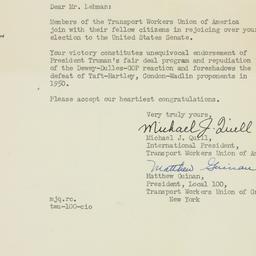 Dear Mr. Lehman:
Members of the Transport Workers Union of America
join with their fellow citizens in rejoicing over your
election to the United States Senate.
Your victory constitutes unequivocal endorsement of
President Truman's fair deal program and repudiation
of the Dewey-Dulles-GOP reaction and foreshadows the
defeat of Taft-Hartley, Condon-Wadlin proponents in
1950.
Please accept our heartiest congratulations.
Very truly yours,
Michael J. Quill
Michael J. Quill,
International President,
Transport Workers Union of A
Matthew Guinan
Matthew Guinan,
President, Local 100,
Transport Workers Union of Gr
New York
mjq.rc.
twu-100-cio